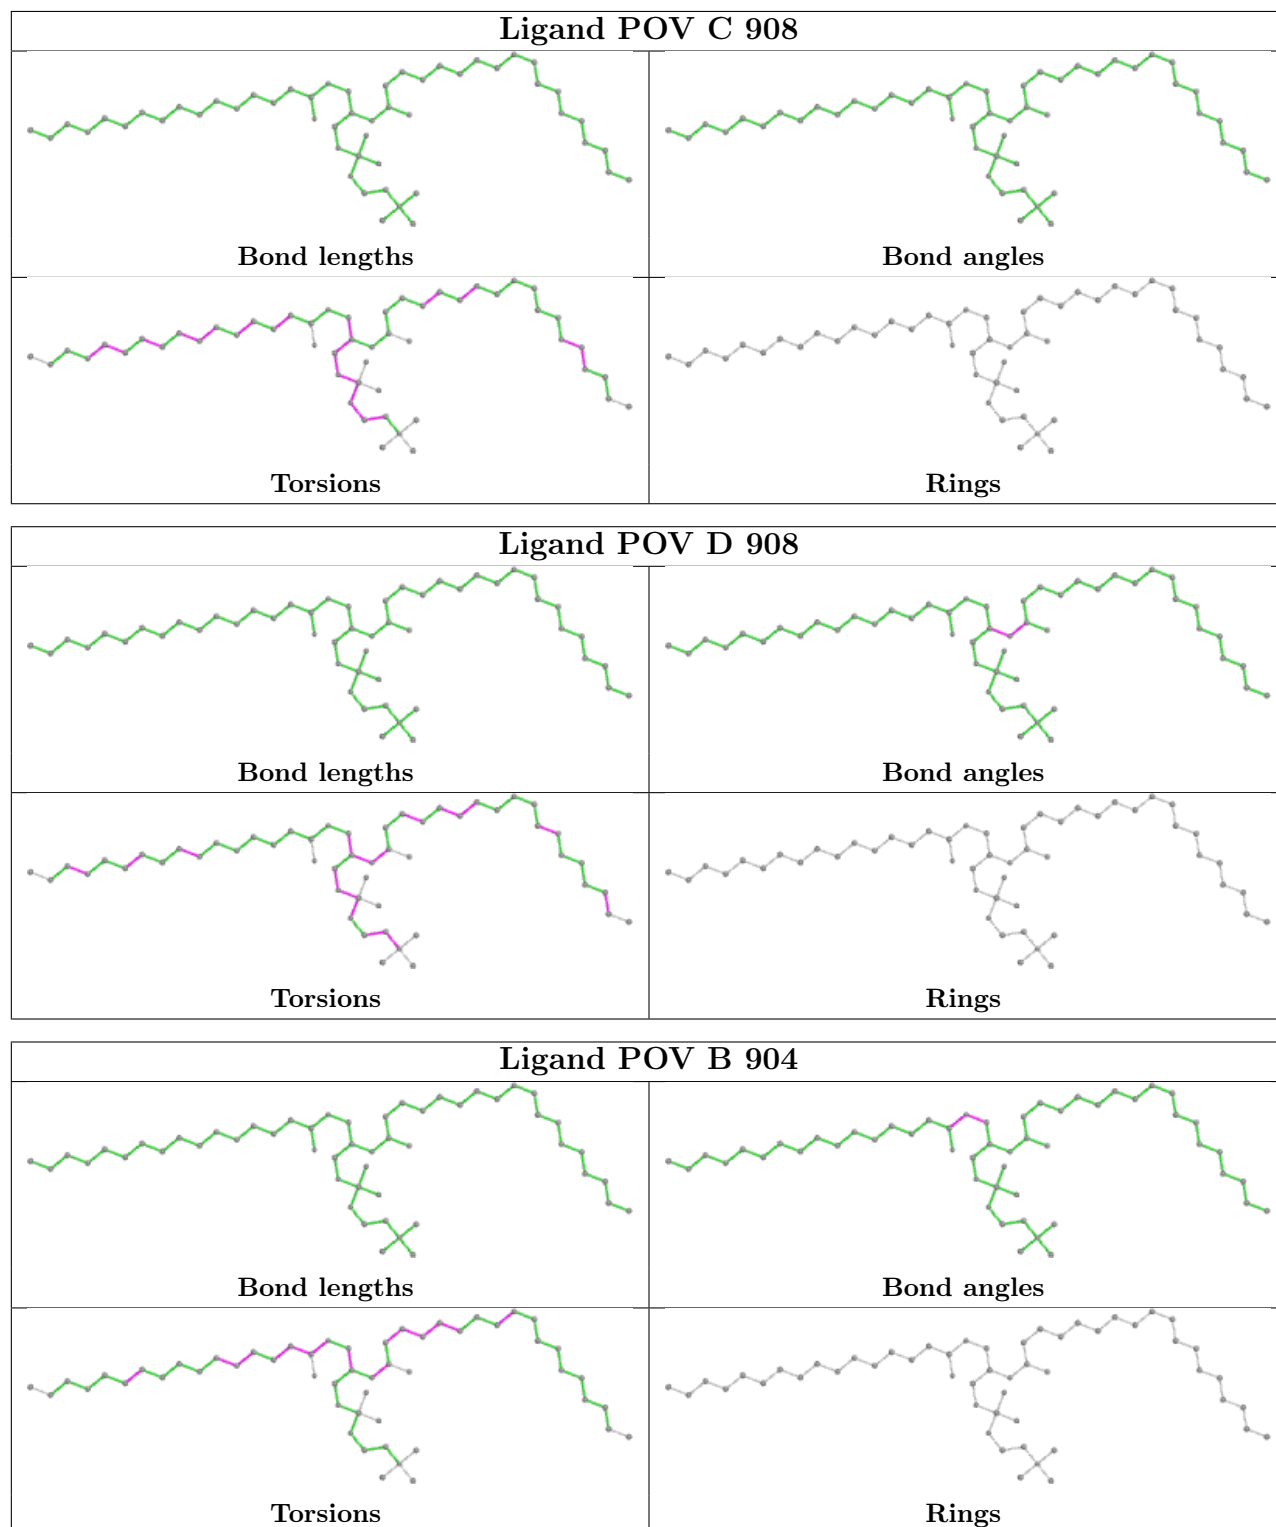 Ligand POV C 908
Bond lengths
Bond angles
Torsions
Rings
Ligand POV D 908
Bond lengths
Bond angles
Torsions
Rings
Ligand POV B 904
Bond lengths
Bond angles
Torsions
Rings